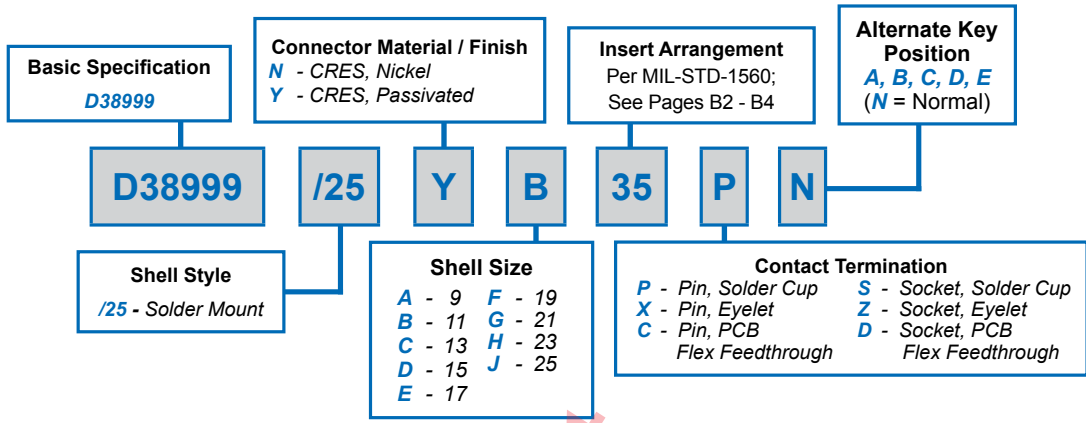 Basic Specification
D38999
Connector Material / Finish
N - CRES, Nickel
Y - CRES, Passivated
Insert Arrangement
Per MIL-STD-1560;
See Pages B2 - B4
Alternate Key
Position
A, B, C, D, E
(N = Normal)
D38999 /25 Y B 35 P N
Shell Style
/25 - Solder Mount
Shell Size
A - 9 F - 19
B - 11 G - 21
C - 13 H - 23
D - 15 J - 25
E - 17
Contact Termination
P - Pin, Solder Cup S - Socket, Solder Cup
X - Pin, Eyelet Z - Socket, Eyelet
C - Pin, PCB D - Socket, PCB
Flex Feedthrough Flex Feedthrough